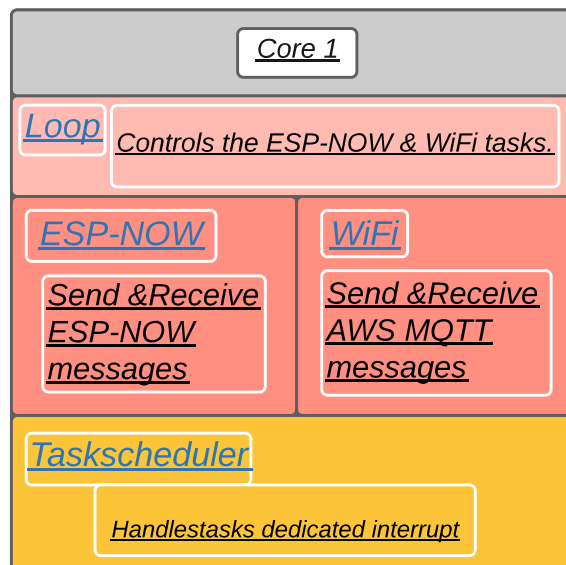 Core 1
Loop
Controls the ESP-NOW & WiFi tasks.
ESP-NOW
Send &Receive
ESP-NOW
messages
WiFi
Send &Receive
AWS MQTT
messages
Taskscheduler
Handlestasks dedicated interrupt